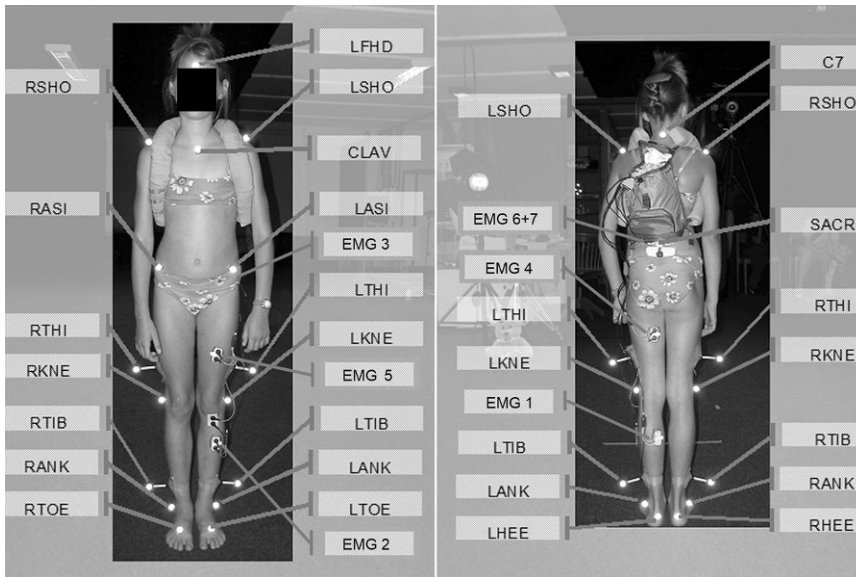 LFHD
RSHO
LSHO
CLAV
RASI
LASI
EMG 3
LTHI
RTHI
LKNE
RKNE
EMG 5
RTIB
LTIB
RANK
LANK
RTOE
LTOE
EMG 2
C7
LSHO
RSHO
EMG 6+7
SACR
EMG 4
LTHI
RTHI
LKNE
RKNE
EMG 1
LTIB
RTIB
LANK
RANK
LHEE
RHEE